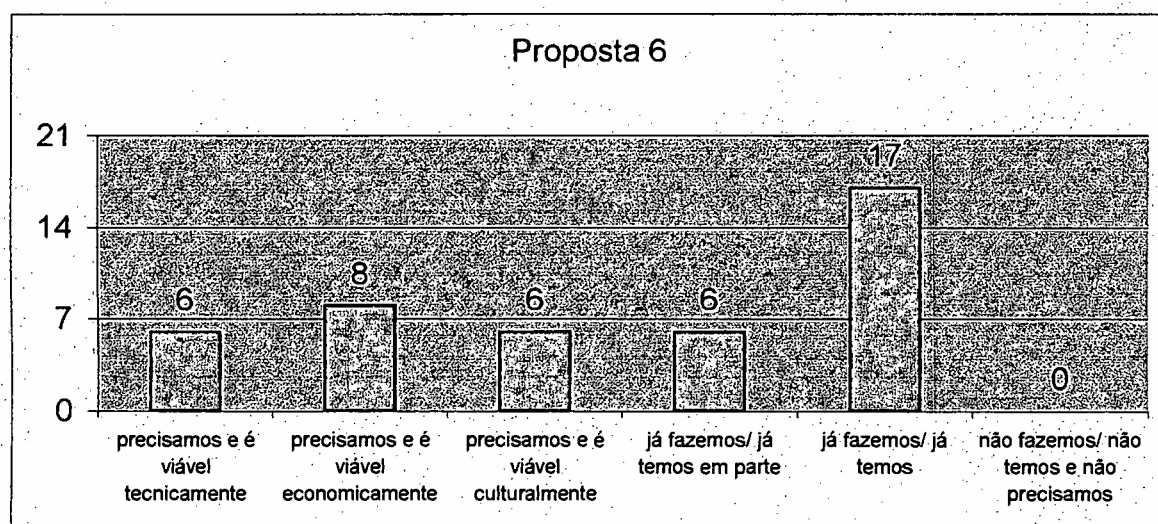 Proposta 6
21
14
7
0
6
8
6
6
17
0
precisamos e é
viável
tecnicamente
precisamos e é
viável
economicamente
precisamos e é
viável
culturalmente
já fazemos/ já
temos em parte
já fazemos/ já
temos
não fazemos/ não
temos e não
precisamos